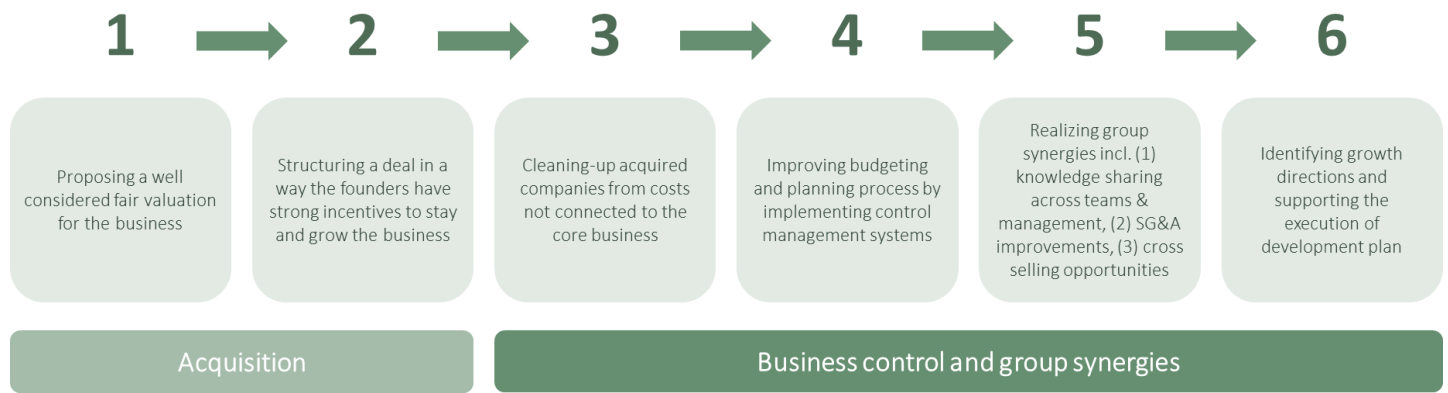 1
2
3
4
5
6
Proposing a well
considered fair valuation
for the business
Structuring a deal in a
way the founders have
strong incentives to stay
and grow the business
Cleaning-up acquired
companies from costs
not connected to the
core business
Improving budgeting
and planning process by
implementing control
management systems
Realizing group
synergies incl. (1)
knowledge sharing
across teams &
management, (2) SG&A
improvements, (3) cross
selling opportunities
Identifying growth
directions and
supporting the
execution of
development plan
Acquisition
Business control and group synergies